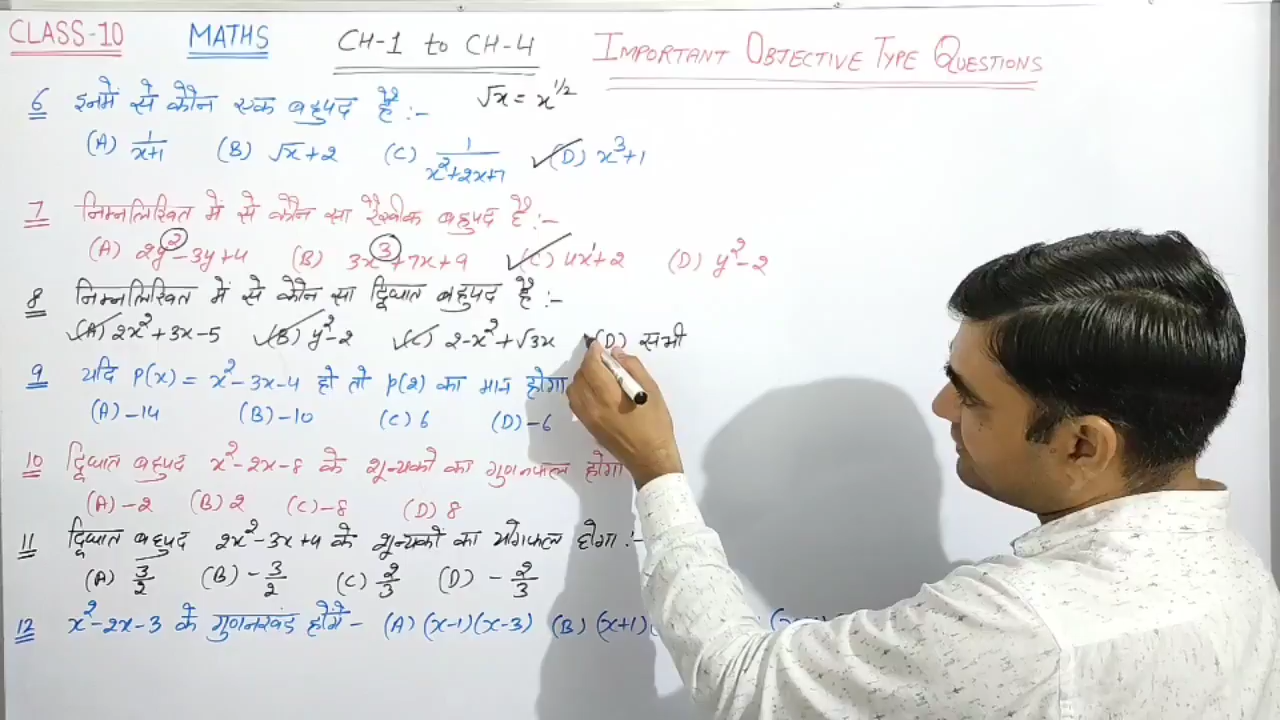 CLASS-10 MATHS CH-1 to CH-4 IMPORTANT OBJECTIVE TYPE QUESTIONS
6 इनमें से कौन एक बहुपद है :- √x = x^1/2
(A) 1/x+1 (B) √x+2 (C) 1/x²+2x+7 (D) x³+1
7 निम्नलिखित में से कौन सा रैखीक बहुपद है :-
(A) 2y²-3y+4 (B) 3x³+7x+9 (C) 4x¹+2 (D) y²-2
8 निम्नलिखित में से कौन सा द्विघात बहुपद है :-
(A) 2x²+3x-5 (B) y²-2 (C) 2-x²+√3x (D) सभी
9 यदि P(x) = x²-3x-4 हो तो P(2) का मान होगा
(A) -14 (B) -10 (C) 6 (D) -6
10 द्विघात बहुपद x²-2x-8 के शून्यकों का गुणनफल होगा
(A) -2 (B) 2 (C) -8 (D) 8
11 द्विघात बहुपद 2x²-3x+4 के शून्यकों का योगफल होगा :-
(A) 3/2 (B) -3/2 (C) 2/3 (D) -2/3
12 x²-2x-3 के गुणनखंड होंगे - (A) (x-1)(x-3) (B) (x+1)